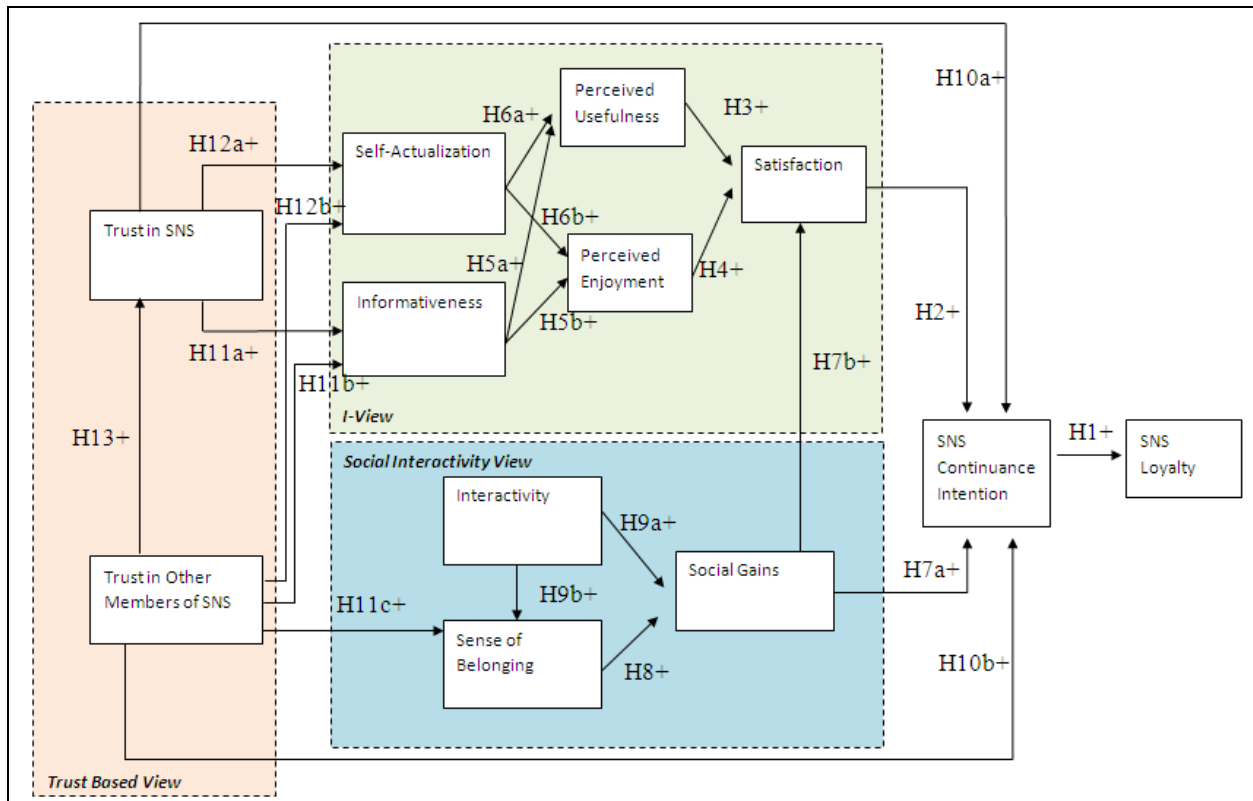 H10a+
Perceived
Usefulness
H3+
H6a+
H12a+
Self-Actualization
Satisfaction
H12b+
H6b+
Trust in SNS
Perceived
Enjoyment
H5a+
H4+
Informativeness
H5b+
H2+
H11a+
H7b+
H11b+
I-View
H13+
SNS
Continuance
Intention
H1+
SNS
Loyalty
Social Interactivity View
Interactivity
H9a+
Trust in Other
Members of SNS
Social Gains
H7a+
H9b+
H11c+
Sense of
Belonging
H8+
H10b+
Trust Based View